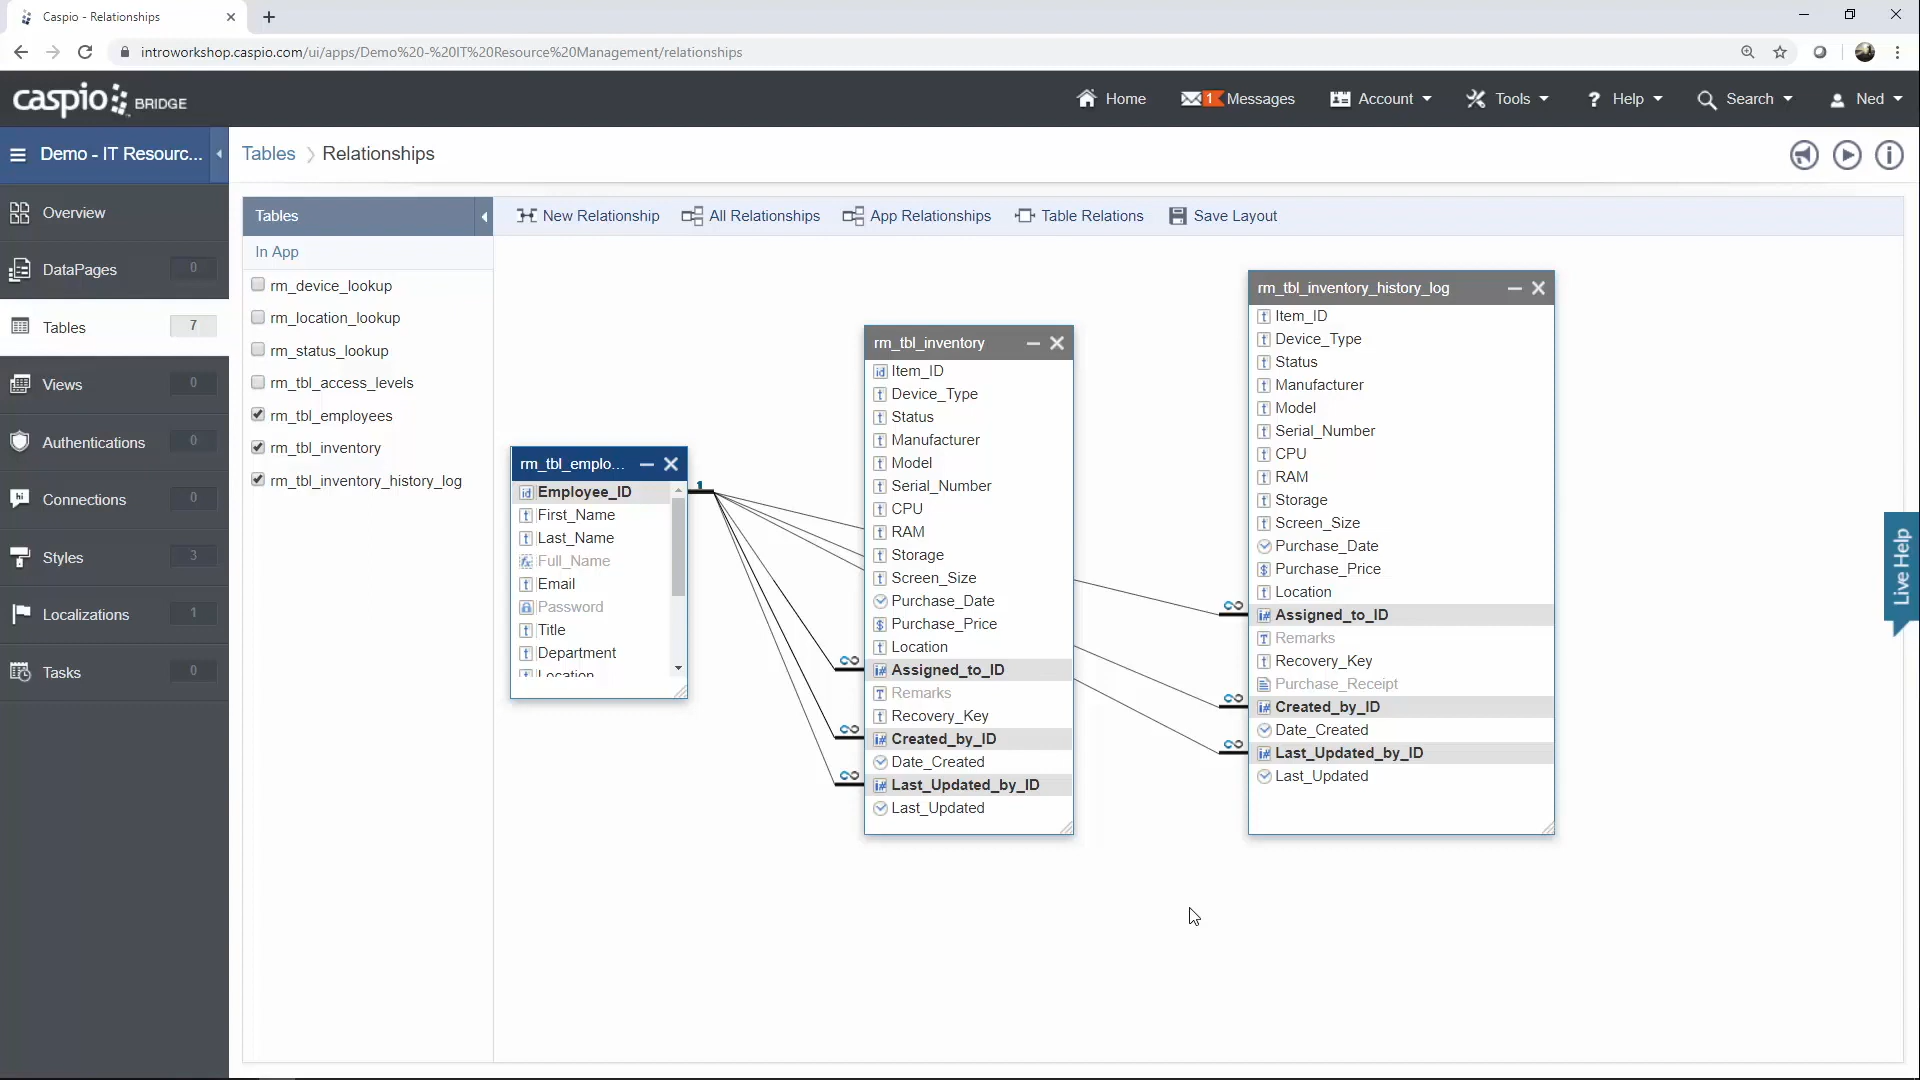 Caspio - Relationships
introworkshop.caspio.com/ui/apps/Demo%20-%20IT%20Resource%20Management/relationships
caspio BRIDGE
Home
1 Messages
Account
Tools
? Help
Search
Ned
Demo - IT Resourc...
Tables
Relationships
Overview
DataPages 0
Tables 7
Views 0
Authentications 0
Connections 0
Styles 3
Localizations 1
Tasks 0
Tables
In App
rm_device_lookup
rm_location_lookup
rm_status_lookup
rm_tbl_access_levels
rm_tbl_employees
rm_tbl_inventory
rm_tbl_inventory_history_log
New Relationship
All Relationships
App Relationships
Table Relations
Save Layout
rm_tbl_emplo...
Employee_ID
First_Name
Last_Name
Full_Name
Email
Password
Title
Department
Location
1
rm_tbl_inventory
Item_ID
Device_Type
Status
Manufacturer
Model
Serial_Number
CPU
RAM
Storage
Screen_Size
Purchase_Date
Purchase_Price
Location
∞ Assigned_to_ID
Remarks
Recovery_Key
∞ Created_by_ID
Date_Created
∞ Last_Updated_by_ID
Last_Updated
rm_tbl_inventory_history_log
Item_ID
Device_Type
Status
Manufacturer
Model
Serial_Number
CPU
RAM
Storage
Screen_Size
Purchase_Date
Purchase_Price
Location
∞ Assigned_to_ID
Remarks
Recovery_Key
Purchase_Receipt
∞ Created_by_ID
Date_Created
∞ Last_Updated_by_ID
Last_Updated
Live Help